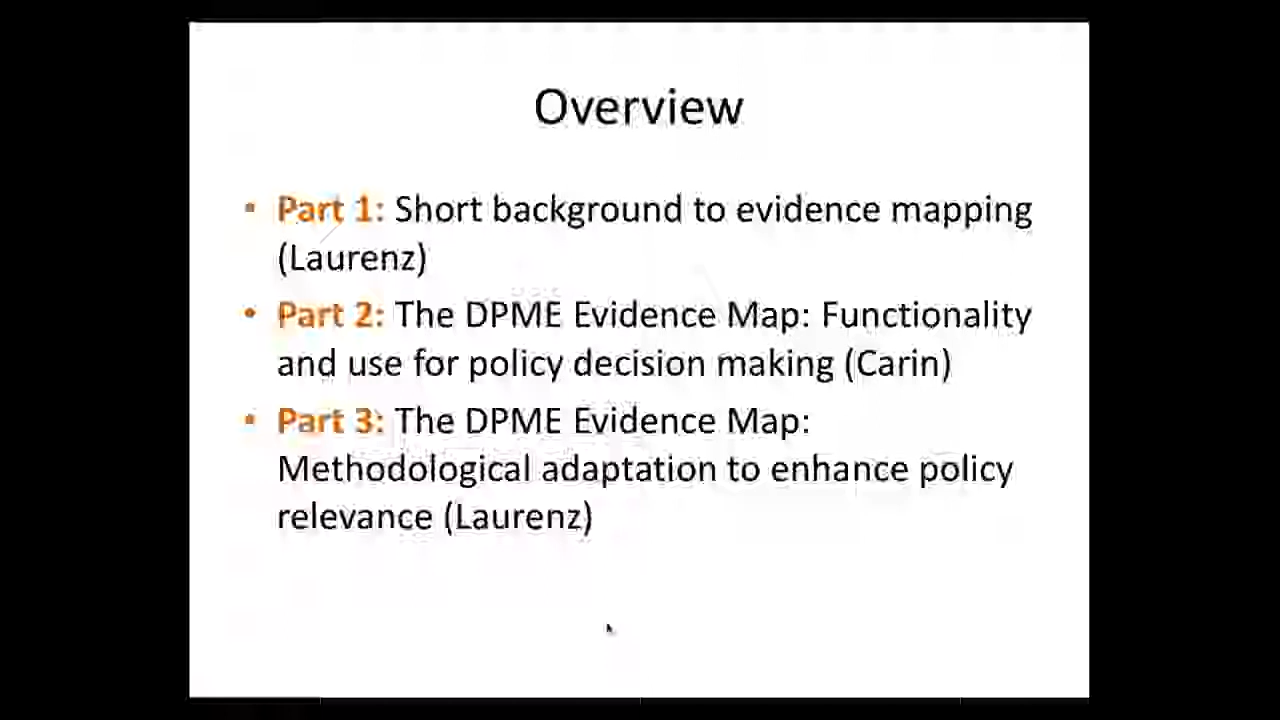 Overview
• Part 1: Short background to evidence mapping
(Laurenz)
• Part 2: The DPME Evidence Map: Functionality
and use for policy decision making (Carin)
• Part 3: The DPME Evidence Map:
Methodological adaptation to enhance policy
relevance (Laurenz)